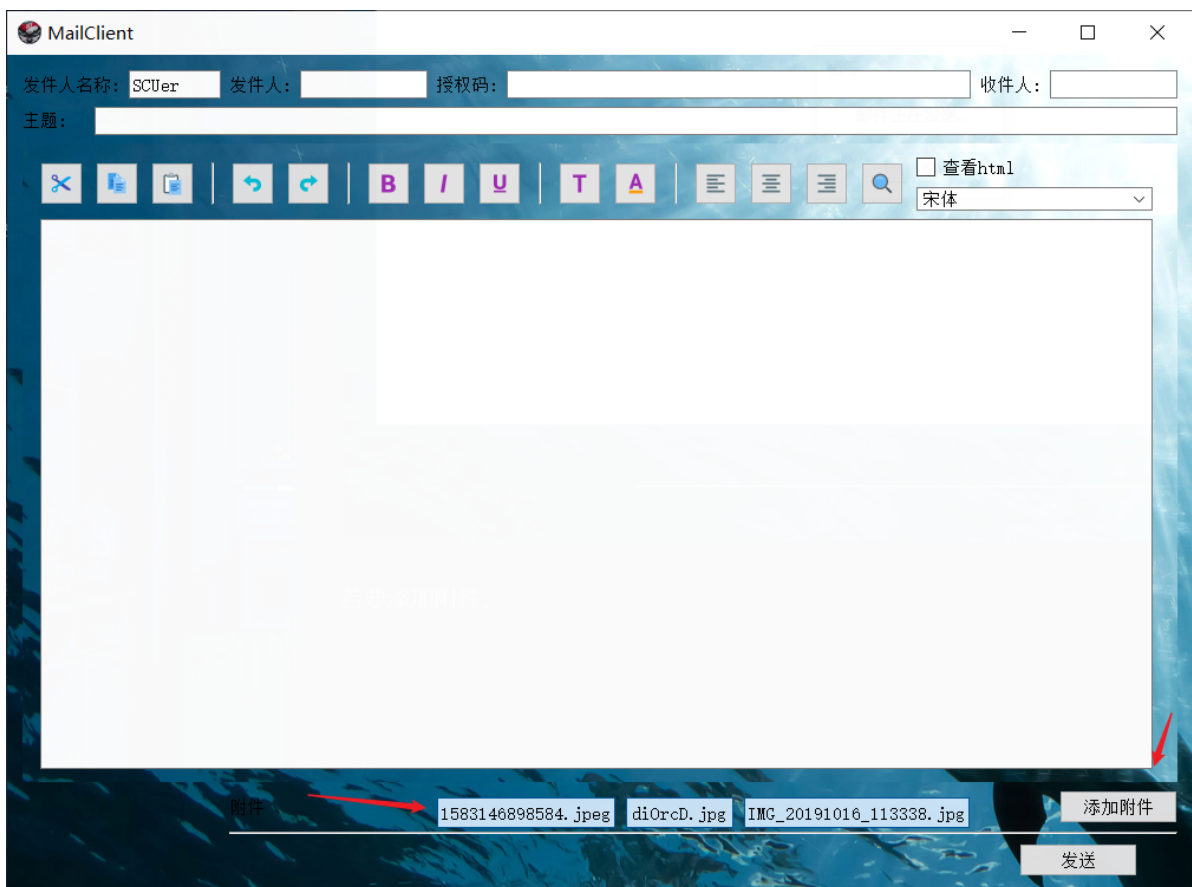 MailClient
发件人名称: SCUer 发件人: 授权码: 收件人:
主题:
B I U T A 查看html
宋体
附件 1583146898584.jpeg diOrcD.jpg IMG_20191016_113338.jpg 添加附件
发送